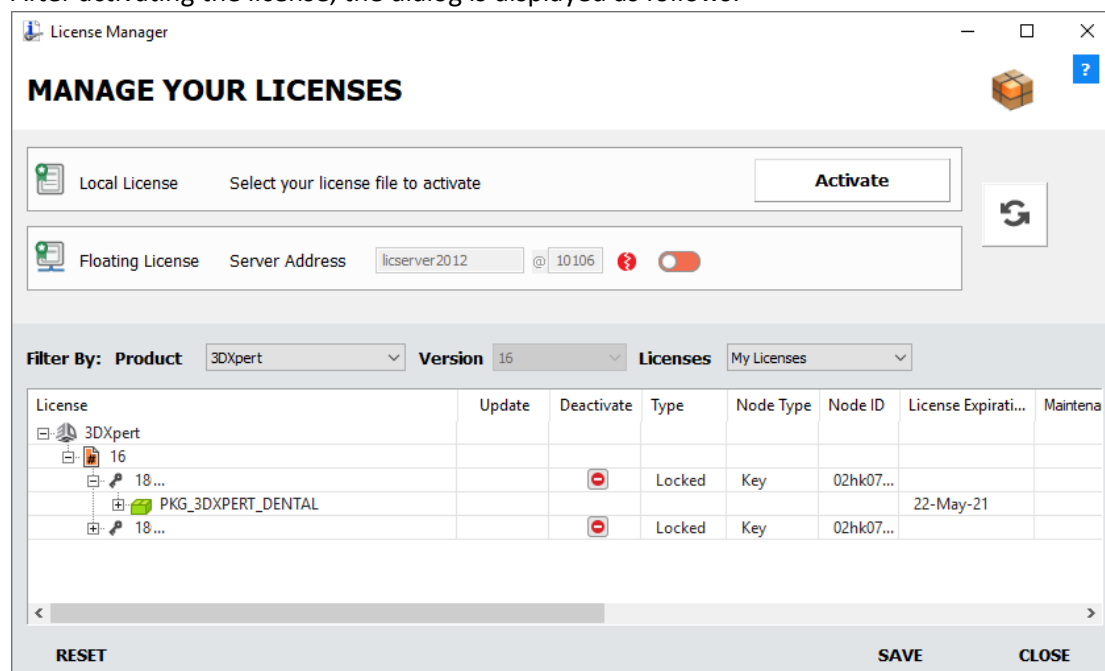 License Manager
MANAGE YOUR LICENSES
?
Local License Select your license file to activate Activate
Floating License Server Address licserver2012 @ 10106
Filter By: Product 3DXpert Version 16 Licenses My Licenses
License Update Deactivate Type Node Type Node ID License Expirati... Maintena
3DXpert
# 16
18... Locked Key 02hk07...
PKG_3DXPERT_DENTAL 22-May-21
18... Locked Key 02hk07...
RESET SAVE CLOSE